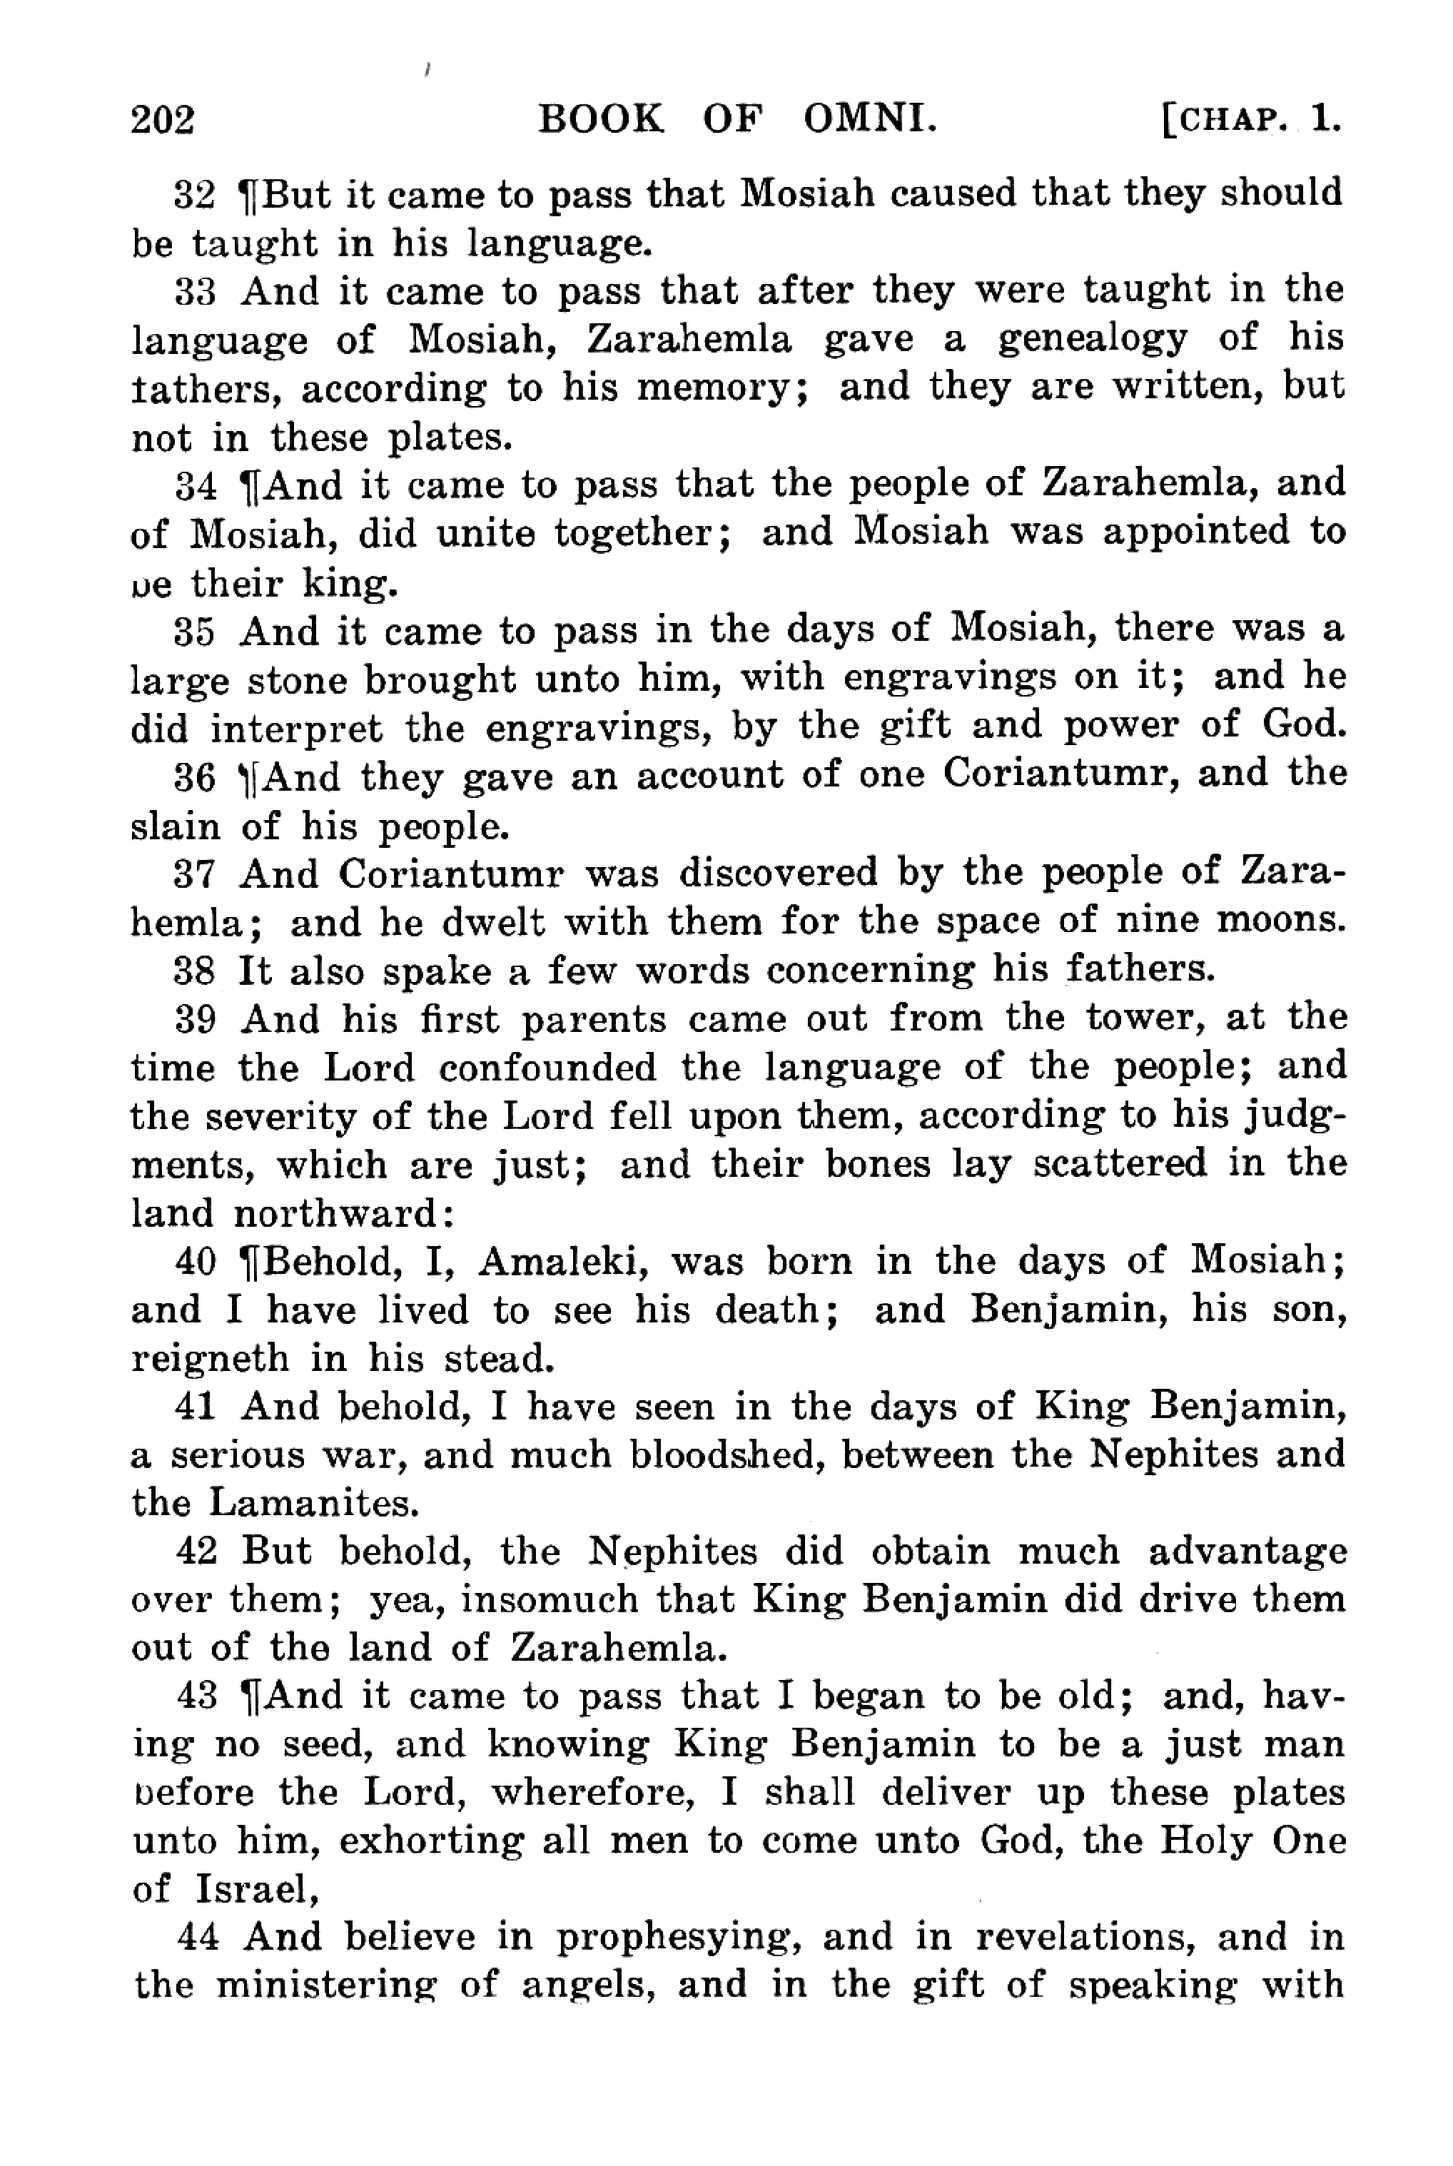 202 BOOK OF OMNI. [CHAP. 1.
32 ¶But it came to pass that Mosiah caused that they should
be taught in his language.
33 And it came to pass that after they were taught in the
language of Mosiah, Zarahemla gave a genealogy of his
fathers, according to his memory; and they are written, but
not in these plates.
34 ¶And it came to pass that the people of Zarahemla, and
of Mosiah, did unite together; and Mosiah was appointed to
be their king.
35 And it came to pass in the days of Mosiah, there was a
large stone brought unto him, with engravings on it; and he
did interpret the engravings, by the gift and power of God.
36 ¶And they gave an account of one Coriantumr, and the
slain of his people.
37 And Coriantumr was discovered by the people of Zara-
hemla; and he dwelt with them for the space of nine moons.
38 It also spake a few words concerning his fathers.
39 And his first parents came out from the tower, at the
time the Lord confounded the language of the people; and
the severity of the Lord fell upon them, according to his judg-
ments, which are just; and their bones lay scattered in the
land northward:
40 ¶Behold, I, Amaleki, was born in the days of Mosiah;
and I have lived to see his death; and Benjamin, his son,
reigneth in his stead.
41 And behold, I have seen in the days of King Benjamin,
a serious war, and much bloodshed, between the Nephites and
the Lamanites.
42 But behold, the Nephites did obtain much advantage
over them; yea, insomuch that King Benjamin did drive them
out of the land of Zarahemla.
43 ¶And it came to pass that I began to be old; and, hav-
ing no seed, and knowing King Benjamin to be a just man
before the Lord, wherefore, I shall deliver up these plates
unto him, exhorting all men to come unto God, the Holy One
of Israel,
44 And believe in prophesying, and in revelations, and in
the ministering of angels, and in the gift of speaking with